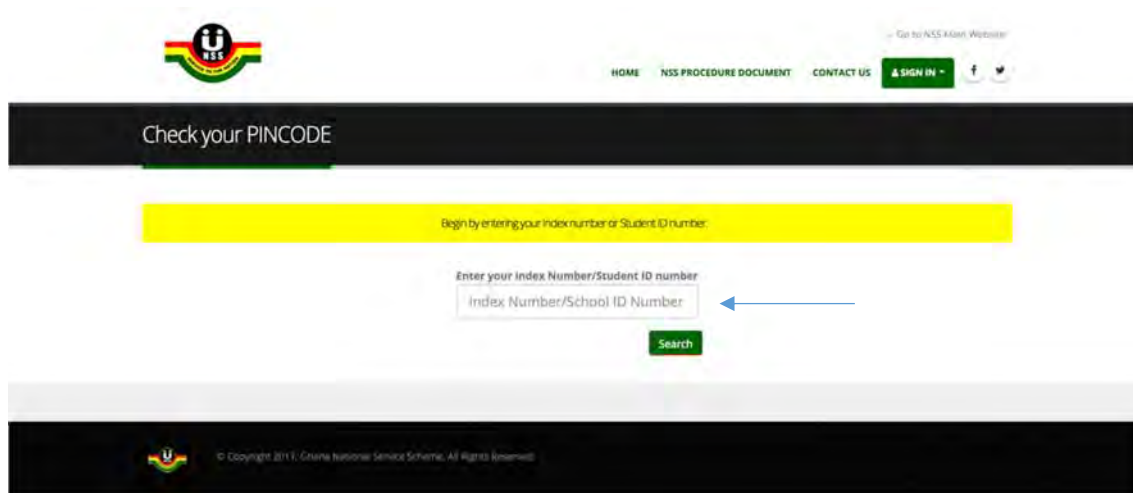 Go to NSS Main Website
NSS
HOME NSS PROCEDURE DOCUMENT CONTACT US SIGN IN
Check your PINCODE
Begin by entering your index number or Student ID number.
Enter your Index Number/Student ID number
Index Number/School ID Number
Search
© Copyright 2017, Ghana National Service Scheme, All Rights Reserved